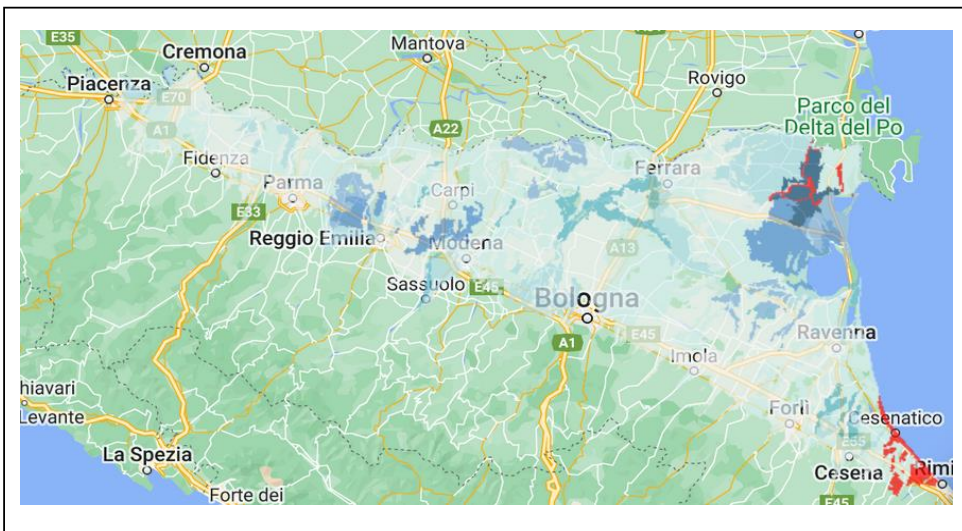 E35
Cremona
Mantova
Piacenza
E70
Rovigo
A1
A22
Parco del
Delta del Po
Fidenza
Ferrara
Parma
Carpi
E33
Reggio Emilia
Modena
A13
Sassuolo
E45
Bologna
E45
Ravenna
A1
Imola
hiavari
Levante
Forlì
Cesenatico
E55
La Spezia
Cesena
Rimi
Forte dei
E45